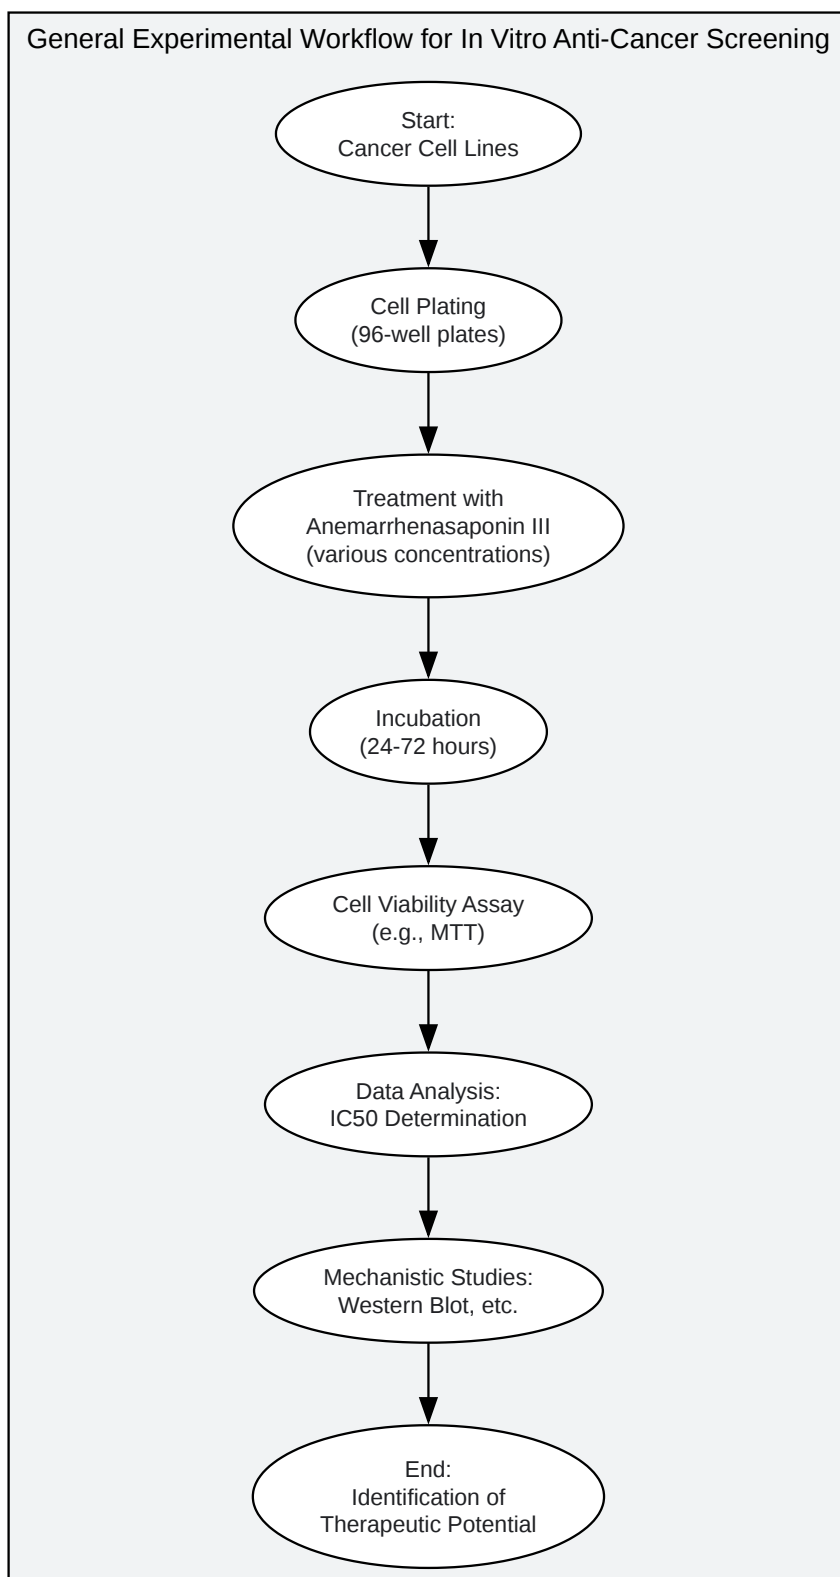 General Experimental Workflow for In Vitro Anti-Cancer Screening
Start:
Cancer Cell Lines
Cell Plating
(96-well plates)
Treatment with
Anemarrhenasaponin III
(various concentrations)
Incubation
(24-72 hours)
Cell Viability Assay
(e.g., MTT)
Data Analysis:
IC50 Determination
Mechanistic Studies:
Western Blot, etc.
End:
Identification of
Therapeutic Potential